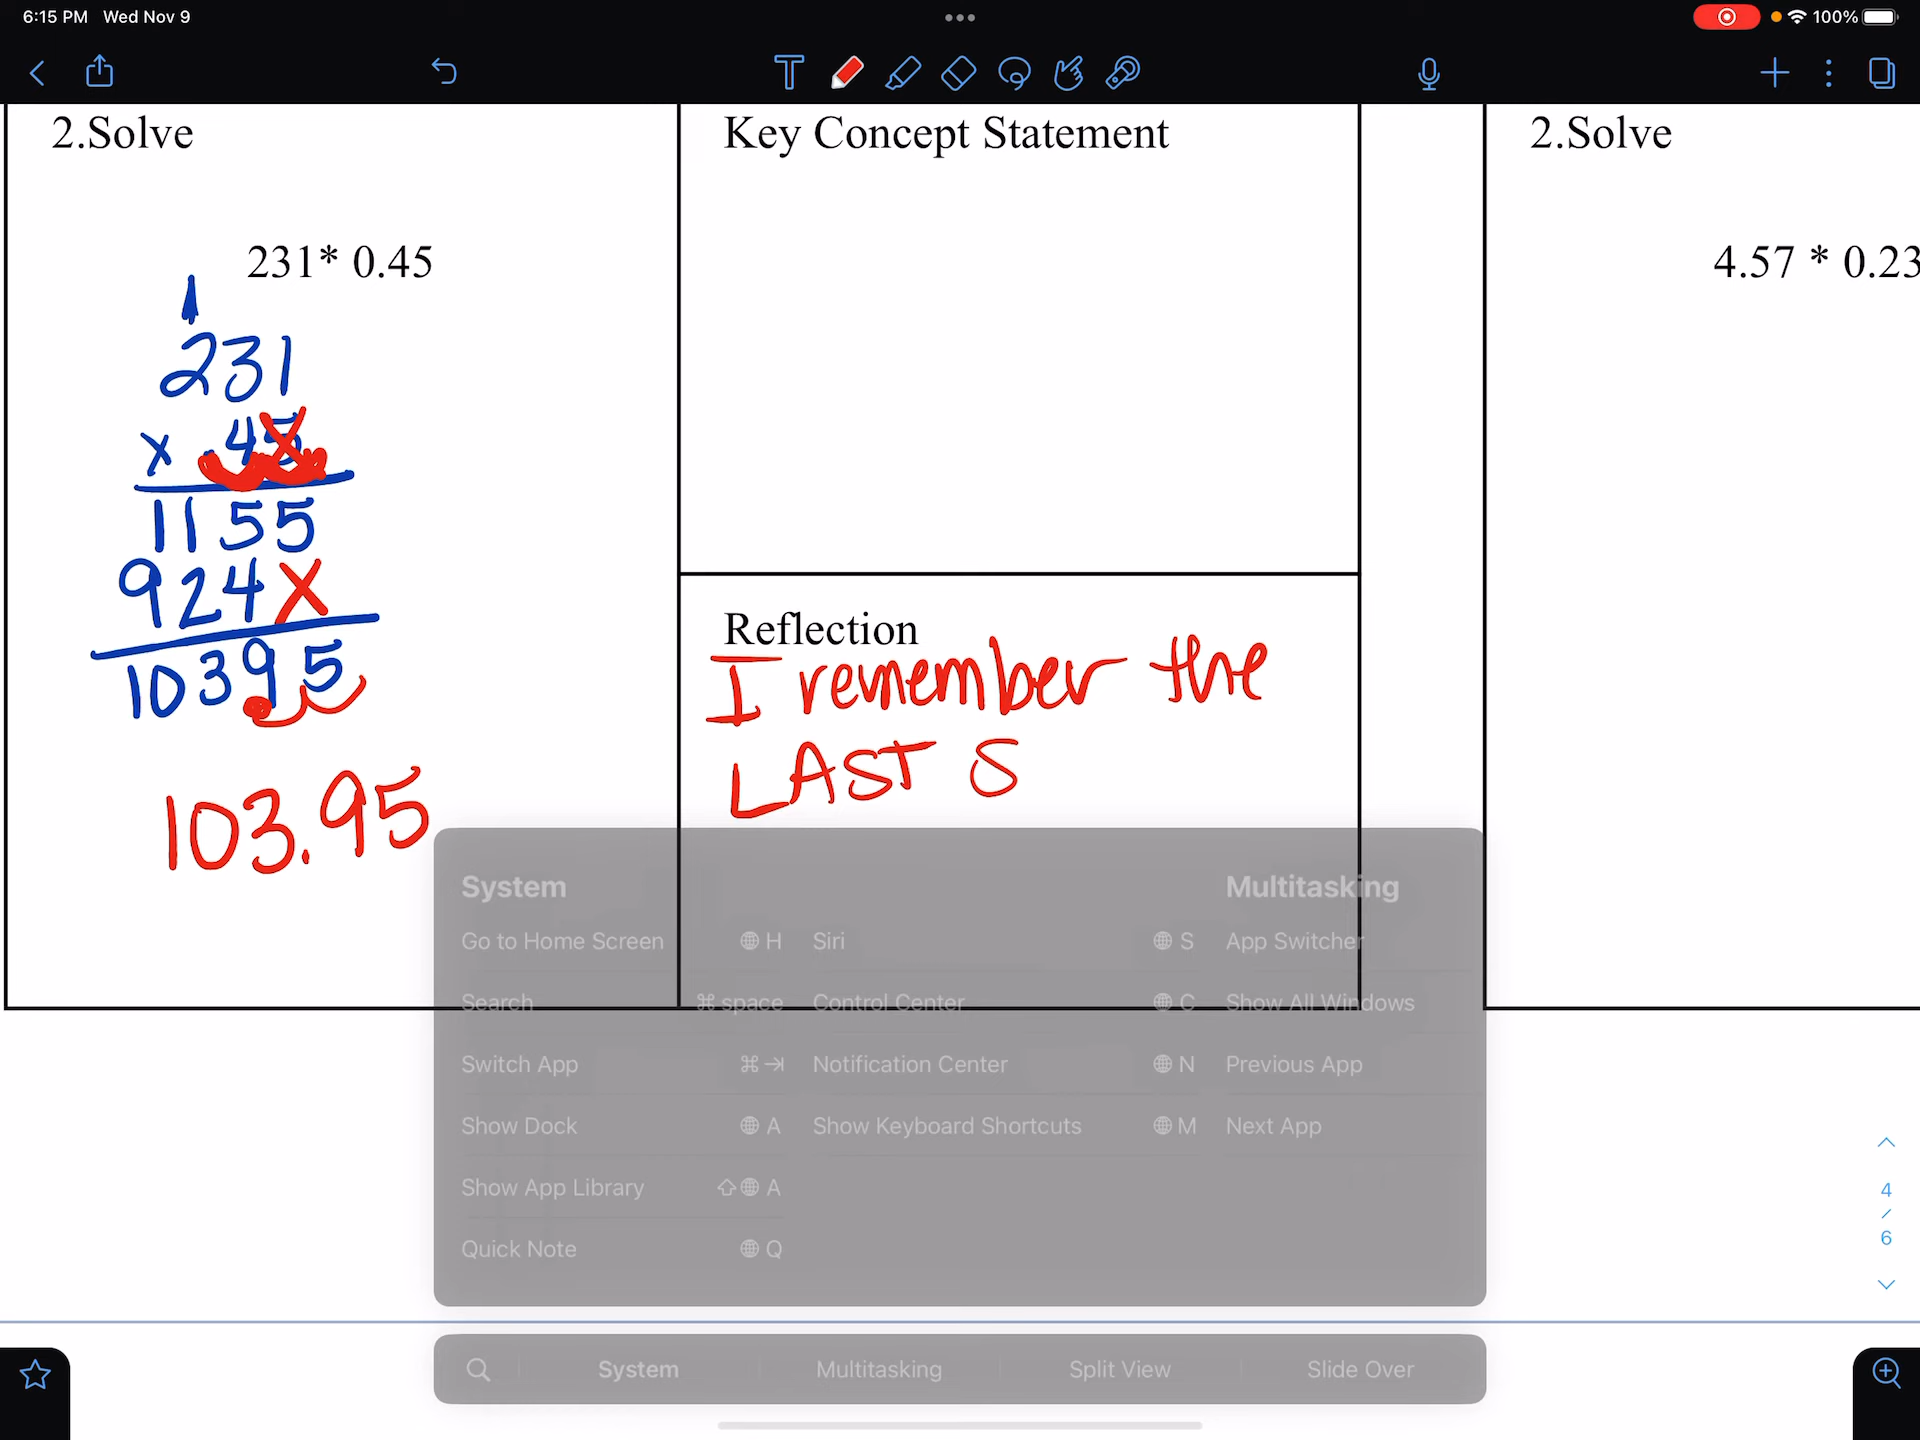 6:15 PM Wed Nov 9
100%
2.Solve
231* 0.45
231
x .45
1155
924X
10395
103.95
Key Concept Statement
Reflection
I remember the
LAST S
2.Solve
4.57 * 0.23
System
Multitasking
Go to Home Screen H Siri S App Switcher
Search ⌘ space Control Center C Show All Windows
Switch App ⌘ ⇥ Notification Center N Previous App
Show Dock A Show Keyboard Shortcuts M Next App
Show App Library ⇧ A
Quick Note Q
4
/
6
System Multitasking Split View Slide Over